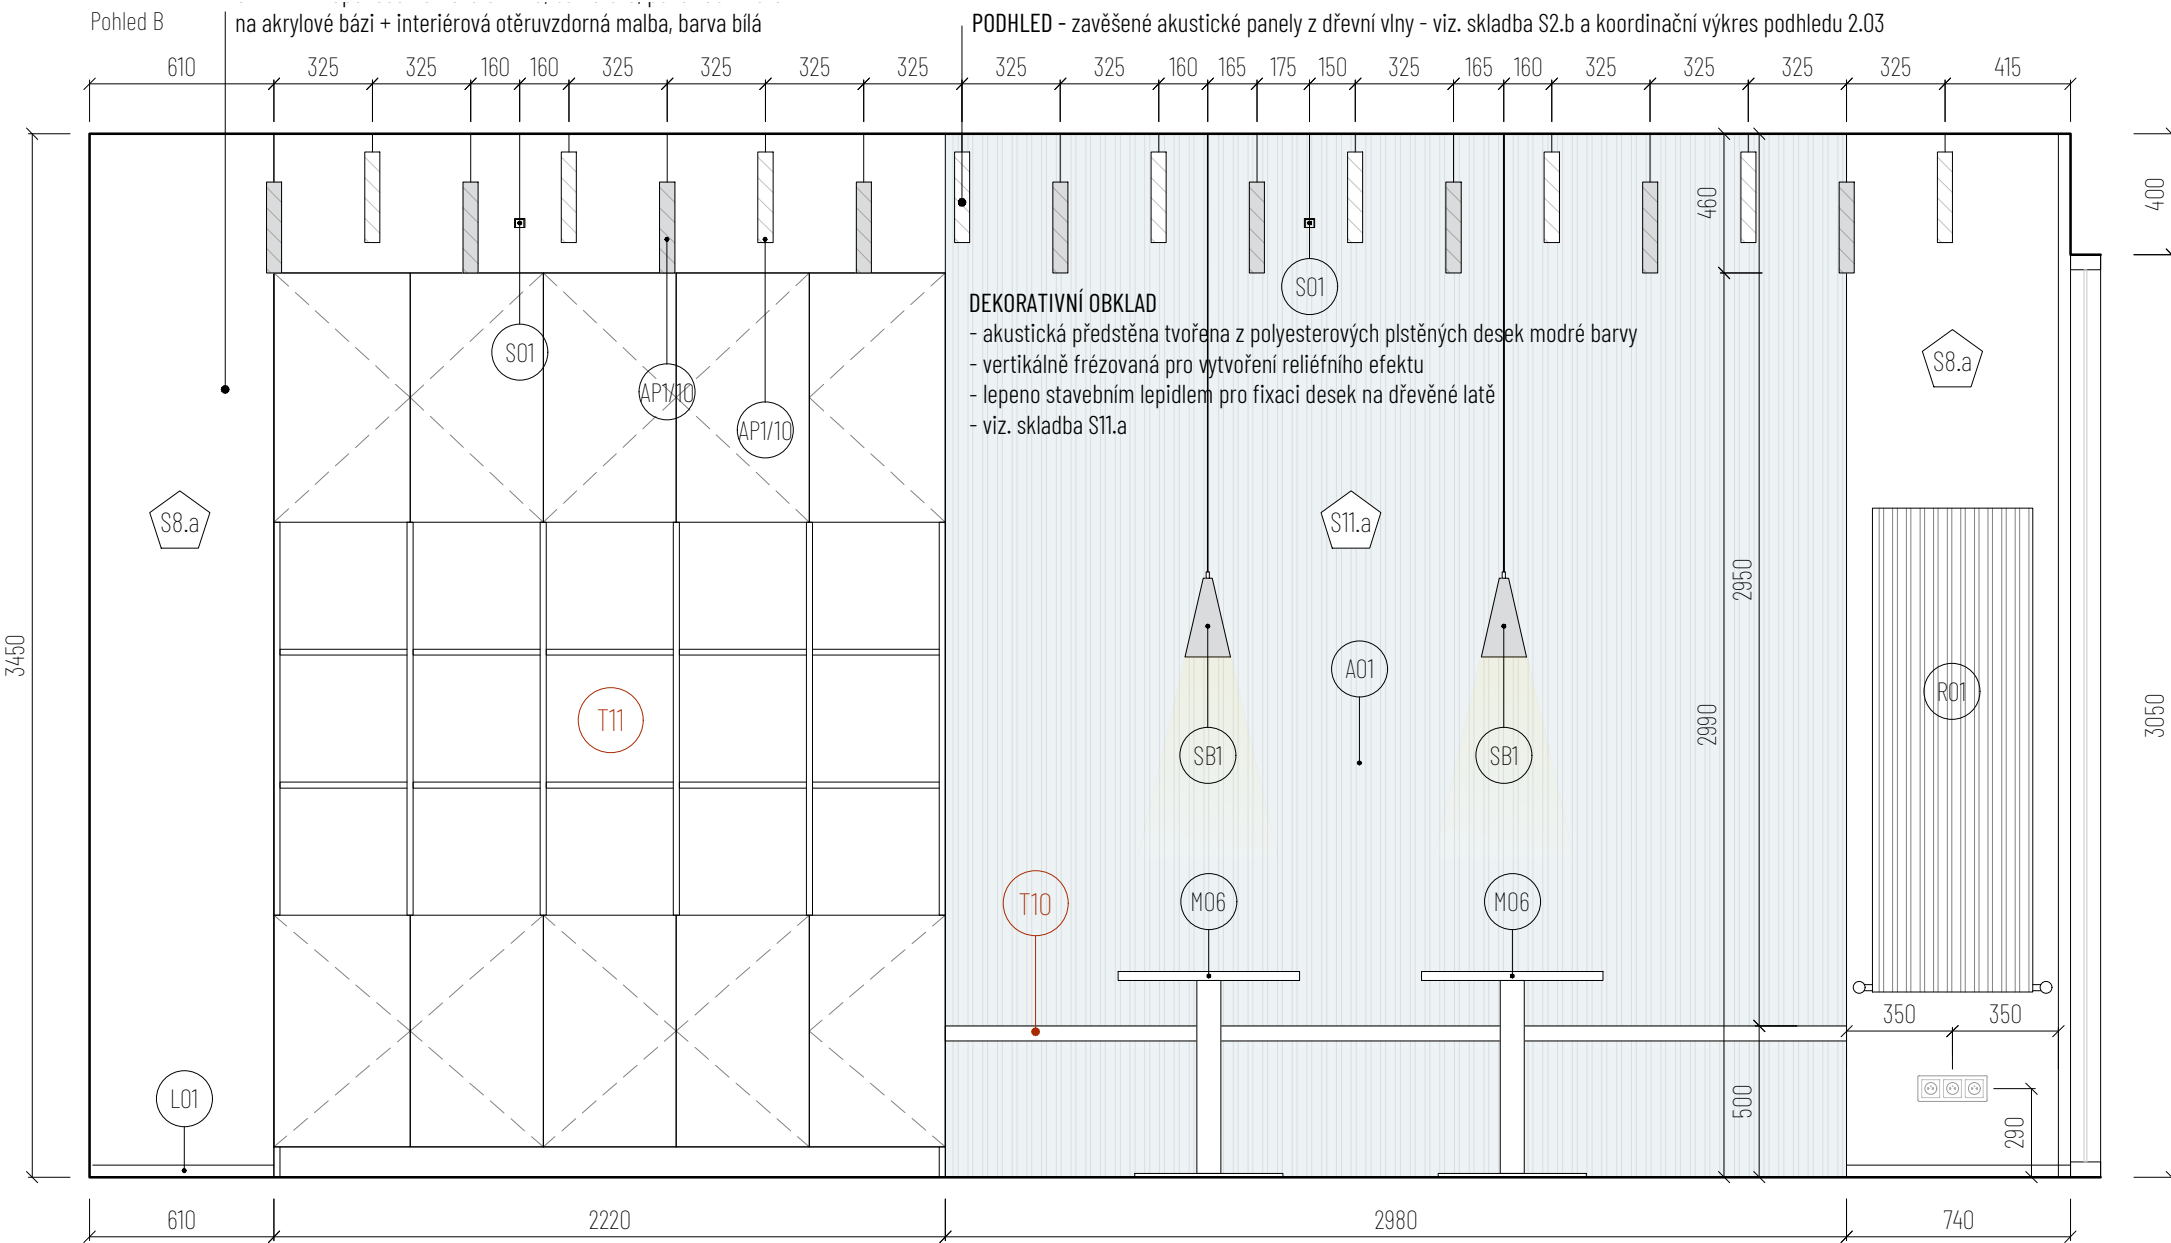 Pohled B
na akrylové bázi + interiérová otěruvzdorná malba, barva bílá
PODHLED - zavěšené akustické panely z dřevní vlny - viz. skladba S2.b a koordinační výkres podhledu 2.03
610 325 325 160 160 325 325 325 325 325 325 160 165 175 150 325 165 160 325 325 325 325 415
400
460
S01
DEKORATIVNÍ OBKLAD
- akustická předstěna tvořena z polyesterových plstěných desek modré barvy
- vertikálně frézovaná pro vytvoření reliéfního efektu
- lepeno stavebním lepidlem pro fixaci desek na dřevěné latě
- viz. skladba S11.a
S01
S8.a
AP1/10
AP1/10
S8.a
S11.a
2950
3450
A01
R01
T11
2990
3050
SB1
SB1
T10
M06
M06
350
350
L01
500
290
610
2220
2980
740